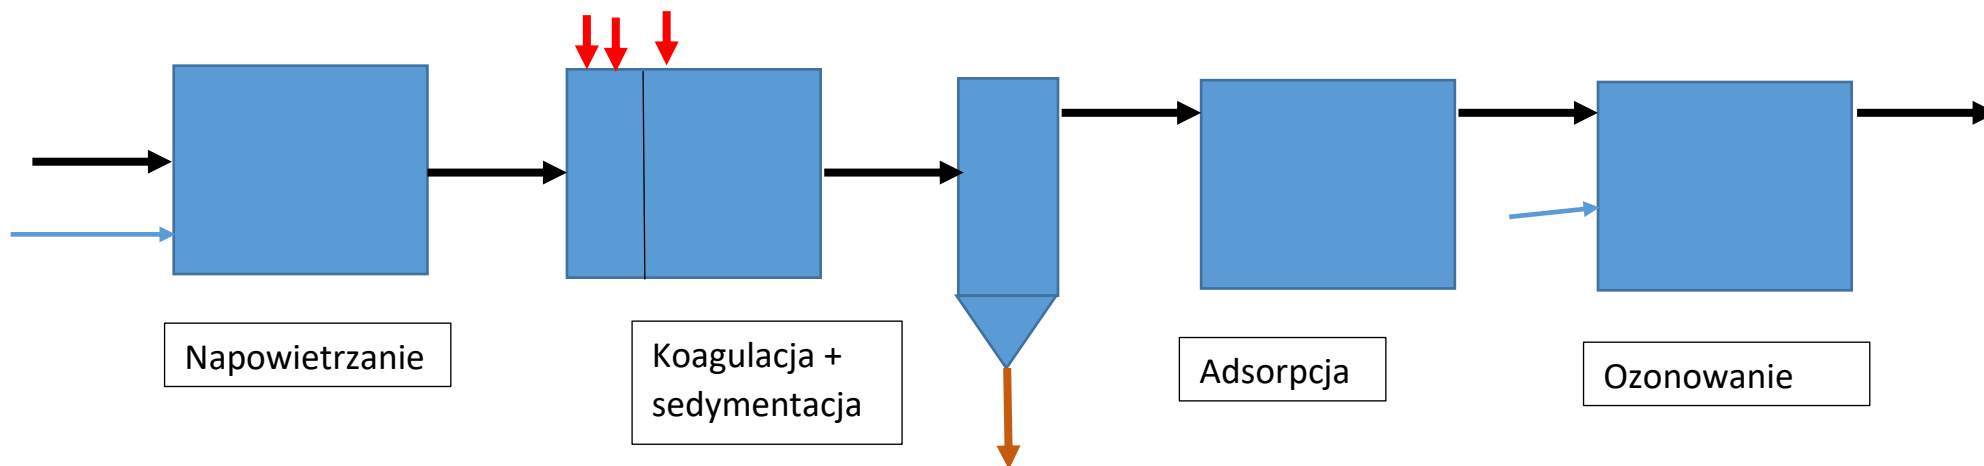 Napowietrzanie
Koagulacja +
sedymentacja
Adsorpcja
Ozonowanie